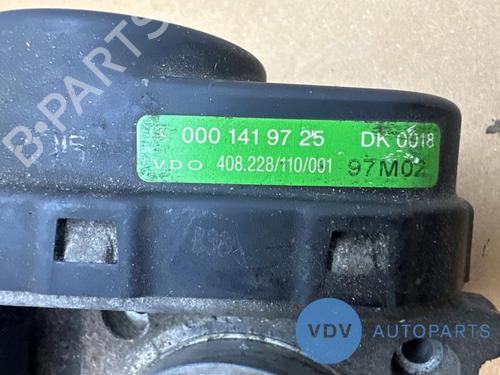 B-PARTS
000 141 97 25 DK 0018
VDO 408.228/110/001 97M02
VDV AUTOPARTS